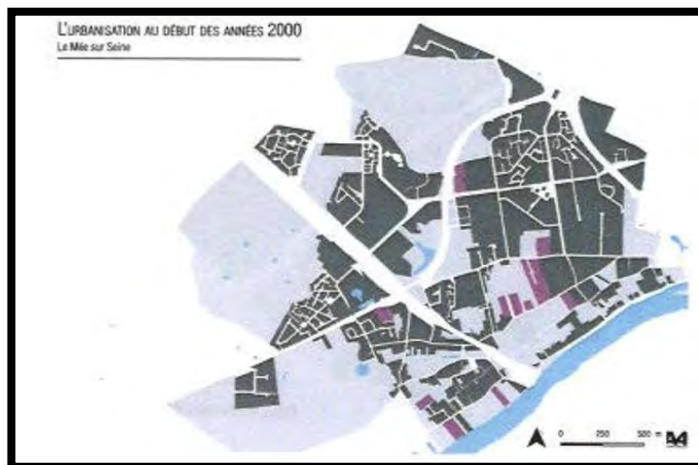 L'URBANISATION AU DÉBUT DES ANNÉES 2000
Le Mée sur Seine
0 250 500 m